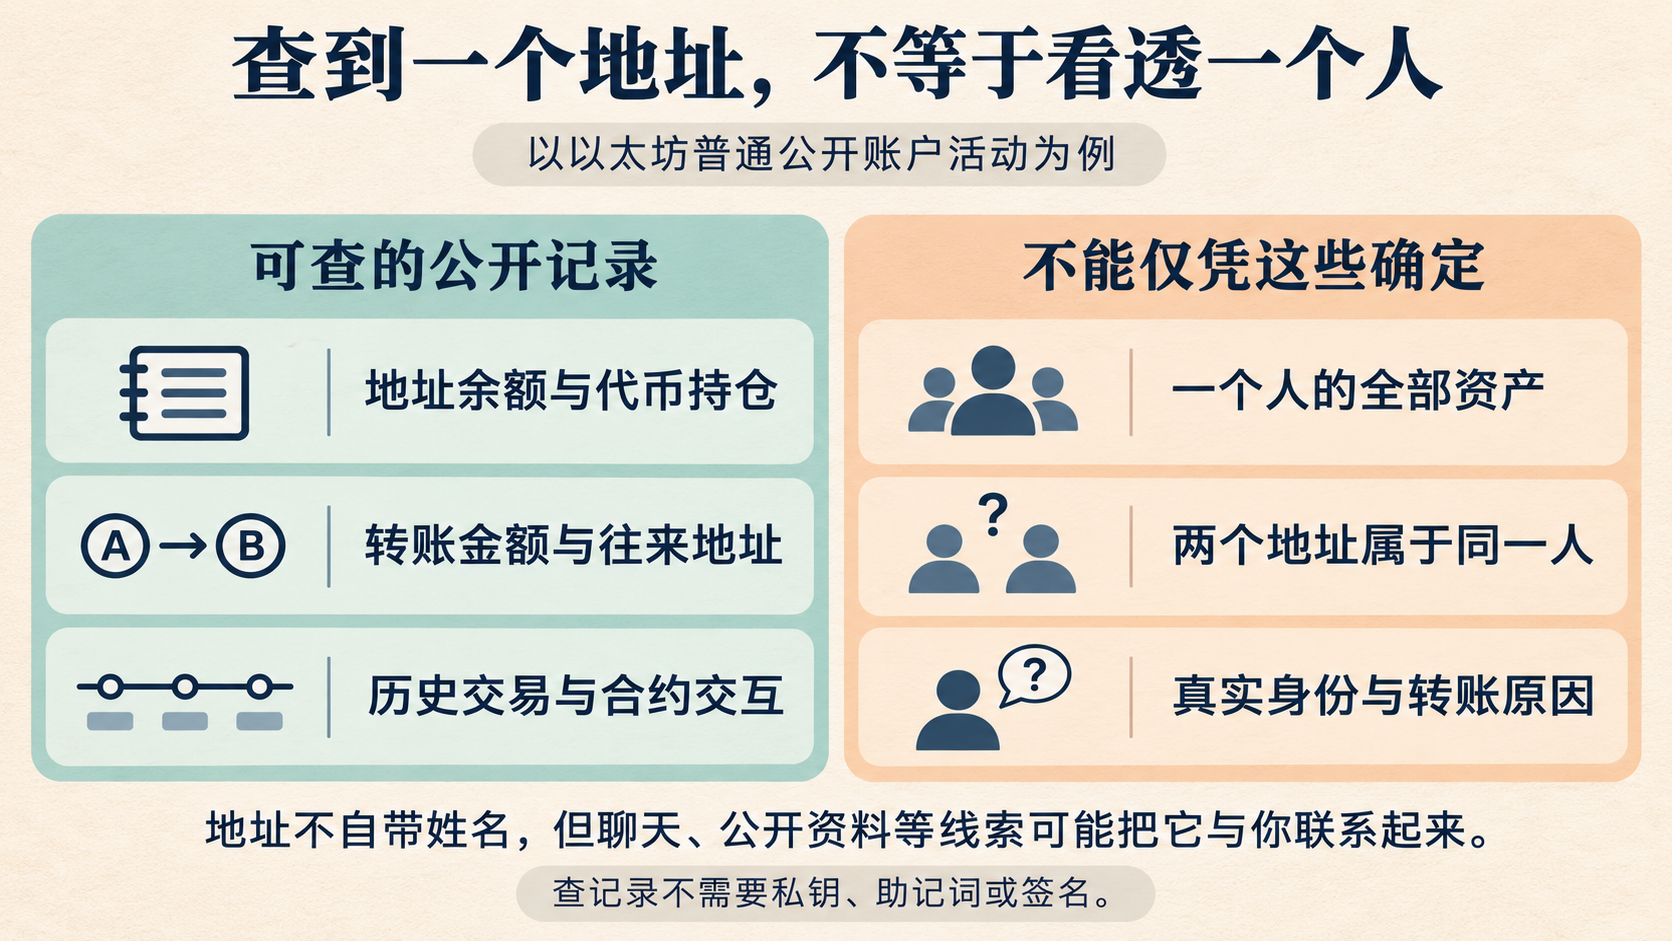 查到一个地址，不等于看透一个人
以以太坊普通公开账户活动为例
可查的公开记录
地址余额与代币持仓
A→B
转账金额与往来地址
历史交易与合约交互
不能仅凭这些确定
一个人的全部资产
?
两个地址属于同一人
?
真实身份与转账原因
地址不自带姓名，但聊天、公开资料等线索可能把它与你联系起来。
查记录不需要私钥、助记词或签名。